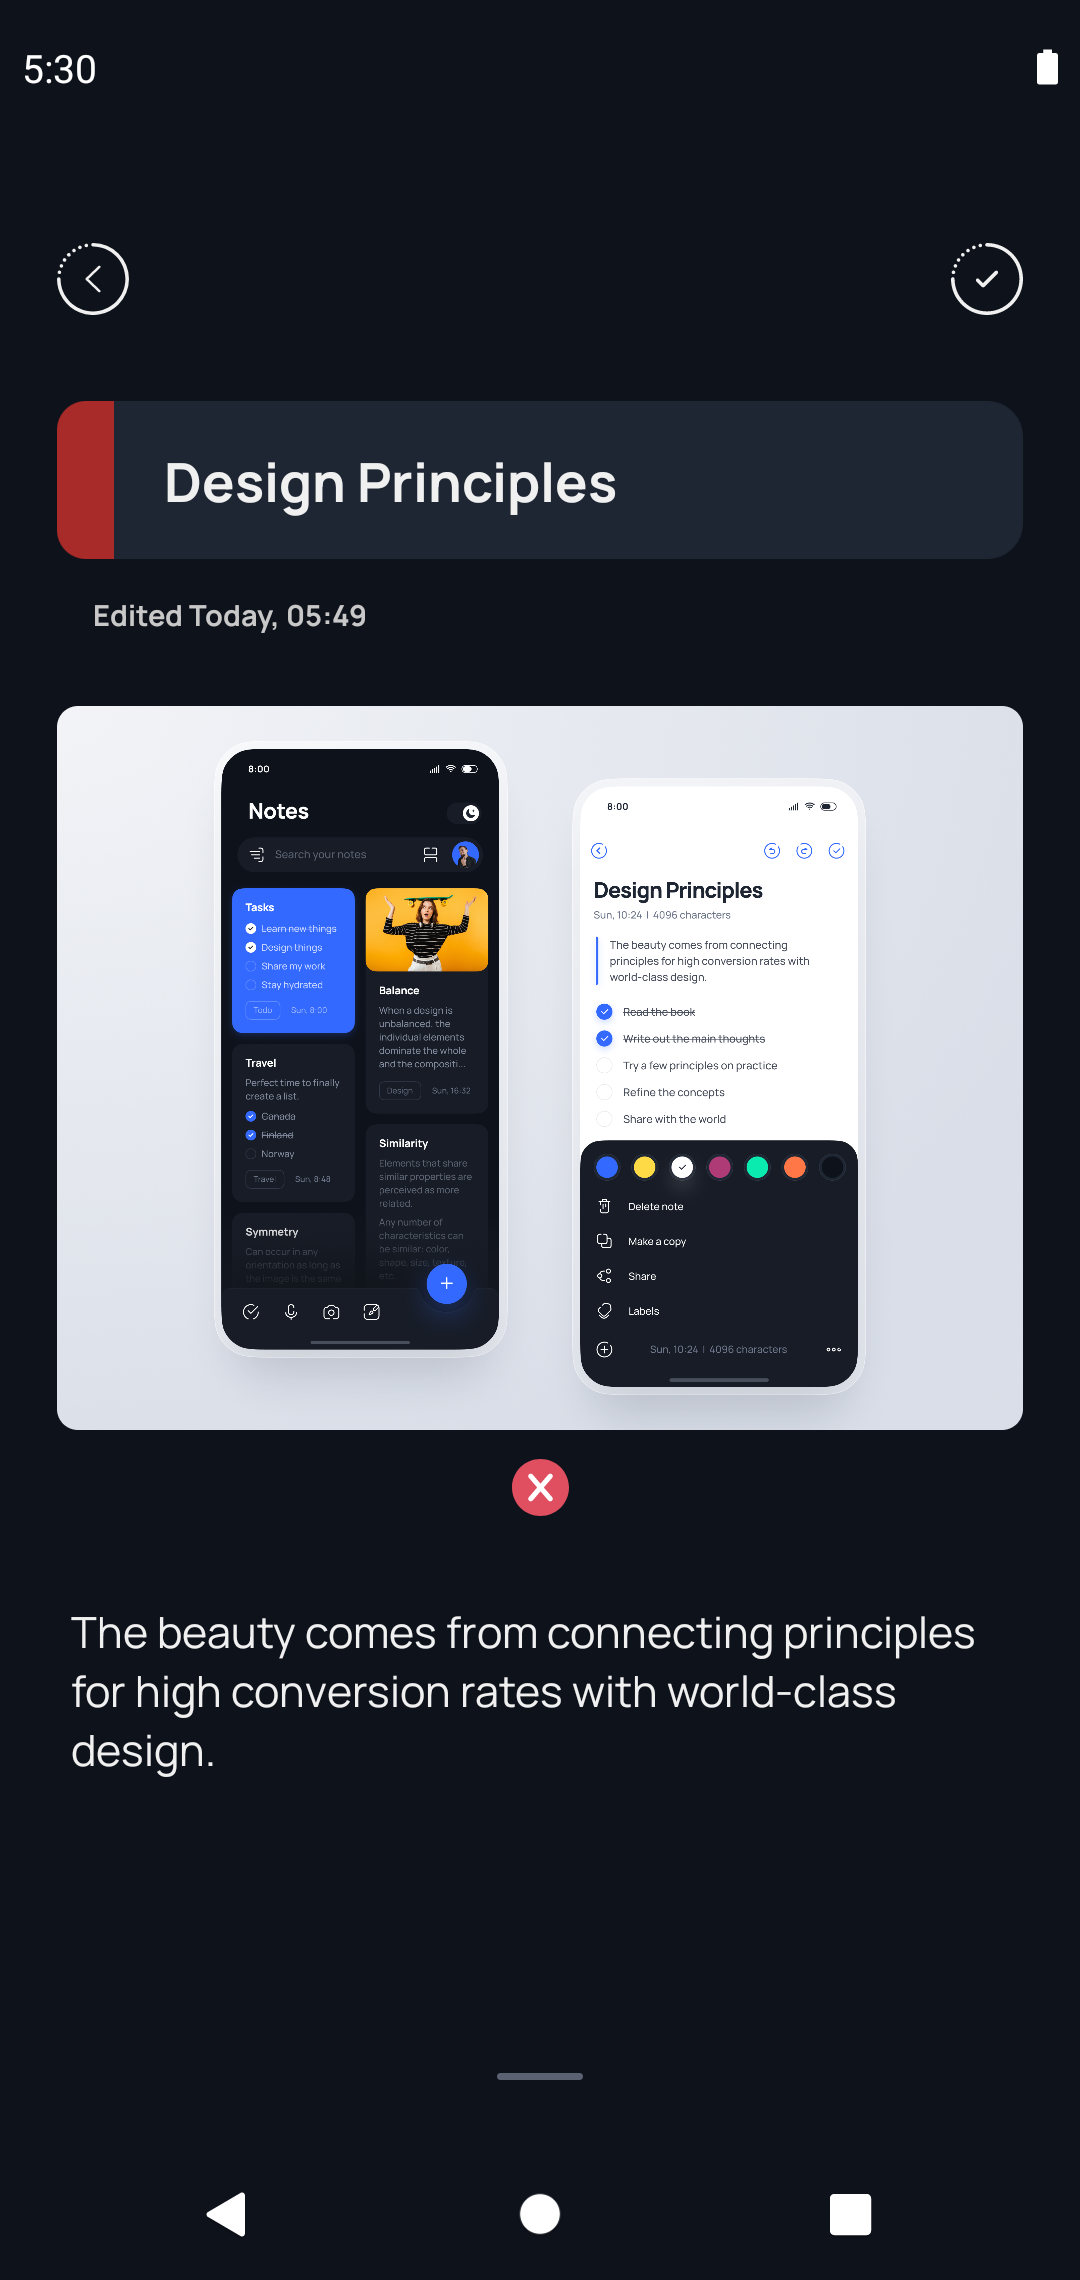 5:30
Design Principles
Edited Today, 05:49
8:00
Notes
Search your notes
Tasks
Learn new things
Design things
Share my work
Stay hydrated
Todo
Sun, 8:00
Travel
Perfect time to finally
create a list.
Canada
Finland
Norway
Travel
Sun, 8:48
Symmetry
Can occur in any
orientation as long as
the image is the same
Balance
When a design is
unbalanced. the
individual elements
dominate the whole
and the compositi...
Design
Sun, 16:32
Similarity
Elements that share
similar properties are
perceived as more
related.
Any number of
characteristics can
be similar: color,
shape, size, texture,
etc.
8:00
Design Principles
Sun, 10:24 | 4096 characters
The beauty comes from connecting
principles for high conversion rates with
world-class design.
Read the book
Write out the main thoughts
Try a few principles on practice
Refine the concepts
Share with the world
Delete note
Make a copy
Share
Labels
Sun, 10:24 | 4096 characters
The beauty comes from connecting principles
for high conversion rates with world-class
design.